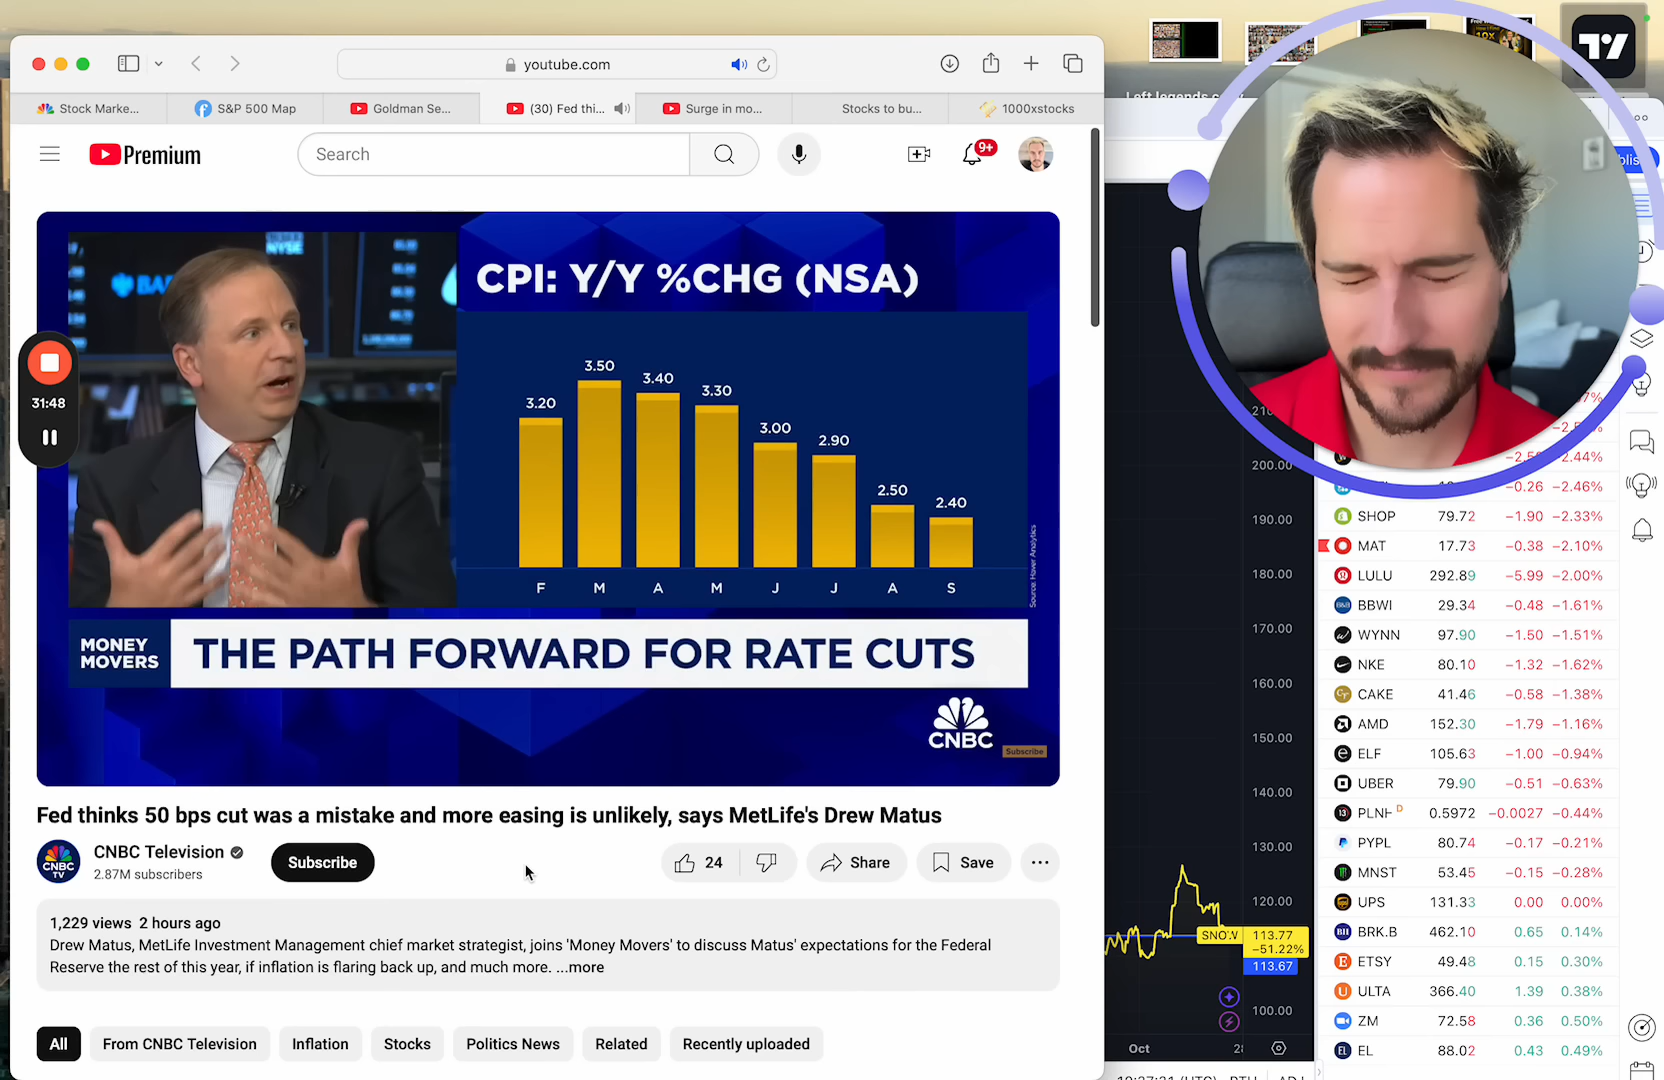 youtube.com
Stock Marke...
S&P 500 Map
Goldman Se...
(30) Fed thi...
Surge in mo...
Stocks to bu...
1000xstocks
Premium
Search
9+
NYSE
CPI: Y/Y %CHG (NSA)
3.20
3.50
3.40
3.30
3.00
2.90
2.50
2.40
F M A M J J A S
31:48
MONEY
MOVERS
THE PATH FORWARD FOR RATE CUTS
CNBC
Subscribe
Fed thinks 50 bps cut was a mistake and more easing is unlikely, says MetLife's Drew Matus
CNBC
TV
CNBC Television
2.87M subscribers
Subscribe
24
Share
Save
1,229 views 2 hours ago
Drew Matus, MetLife Investment Management chief market strategist, joins 'Money Movers' to discuss Matus' expectations for the Federal
Reserve the rest of this year, if inflation is flaring back up, and much more. ...more
All
From CNBC Television
Inflation
Stocks
Politics News
Related
Recently uploaded
200.00
190.00
180.00
170.00
160.00
150.00
140.00
130.00
120.00
113.77
−51.22%
113.67
100.00
Oct
−2.44%
−0.26 −2.46%
SHOP 79.72 −1.90 −2.33%
MAT 17.73 −0.38 −2.10%
LULU 292.89 −5.99 −2.00%
BBWI 29.34 −0.48 −1.61%
WYNN 97.90 −1.50 −1.51%
NKE 80.10 −1.32 −1.62%
CAKE 41.46 −0.58 −1.38%
AMD 152.30 −1.79 −1.16%
ELF 105.63 −1.00 −0.94%
UBER 79.90 −0.51 −0.63%
PLNH D 0.5972 −0.0027 −0.44%
PYPL 80.74 −0.17 −0.21%
MNST 53.45 −0.15 −0.28%
UPS 131.33 0.00 0.00%
BRK.B 462.10 0.65 0.14%
ETSY 49.48 0.15 0.30%
ULTA 366.40 1.39 0.38%
ZM 72.58 0.36 0.50%
EL 88.02 0.43 0.49%